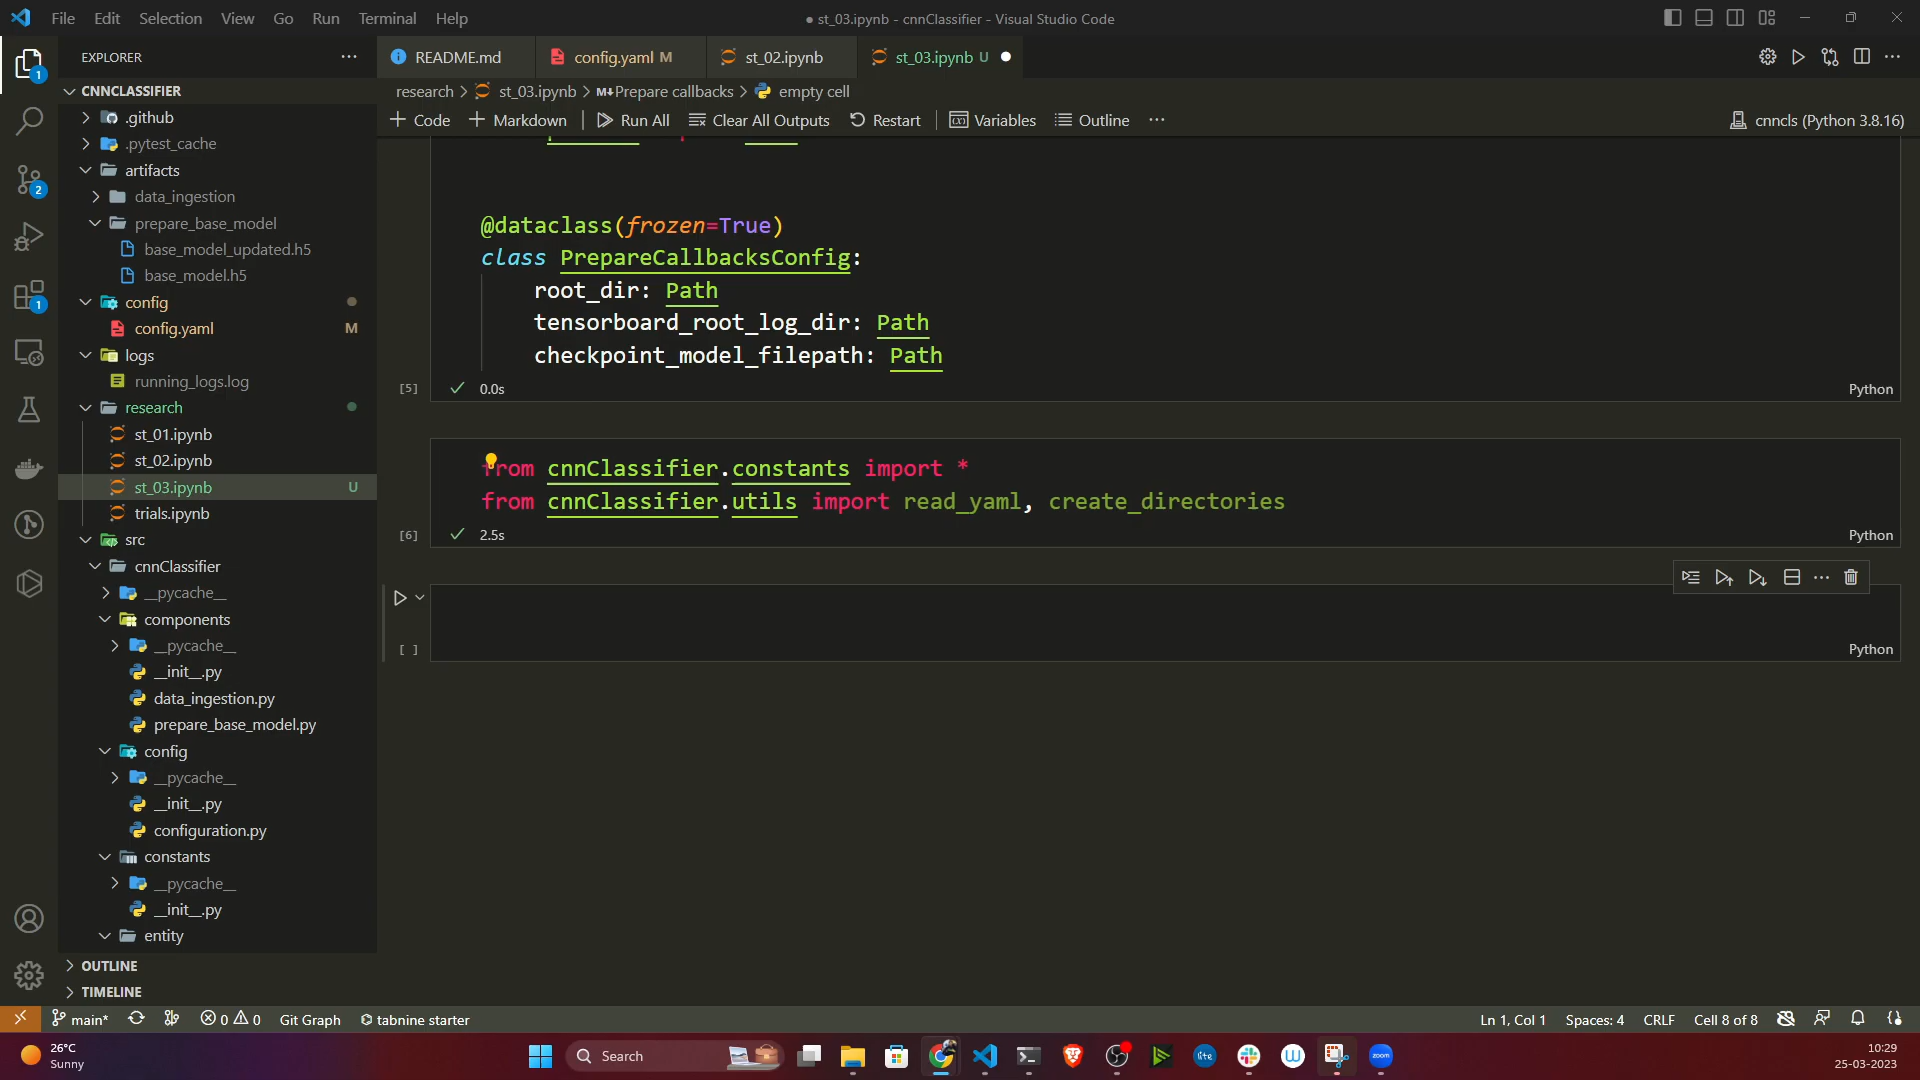 File Edit Selection View Go Run Terminal Help
● st_03.ipynb - cnnClassifier - Visual Studio Code
EXPLORER
README.md
config.yaml M
st_02.ipynb
st_03.ipynb U
CNNCLASSIFIER
research > st_03.ipynb > M↓Prepare callbacks > empty cell
+ Code + Markdown Run All Clear All Outputs Restart Variables Outline ...
cnncls (Python 3.8.16)
.github
.pytest_cache
artifacts
data_ingestion
prepare_base_model
base_model_updated.h5
base_model.h5
config
config.yaml M
logs
running_logs.log
research
st_01.ipynb
st_02.ipynb
st_03.ipynb U
trials.ipynb
src
cnnClassifier
__pycache__
components
__pycache__
__init__.py
data_ingestion.py
prepare_base_model.py
config
__pycache__
__init__.py
configuration.py
constants
__pycache__
__init__.py
entity
OUTLINE
TIMELINE
@dataclass(frozen=True)
class PrepareCallbacksConfig:
root_dir: Path
tensorboard_root_log_dir: Path
checkpoint_model_filepath: Path
[5] 0.0s Python
from cnnClassifier.constants import *
from cnnClassifier.utils import read_yaml, create_directories
[6] 2.5s Python
[ ] Python
1
2
1
main* 0 0 Git Graph tabnine starter
Ln 1, Col 1 Spaces: 4 CRLF Cell 8 of 8
26°C
Sunny
Search
lite
zoom
10:29
25-03-2023